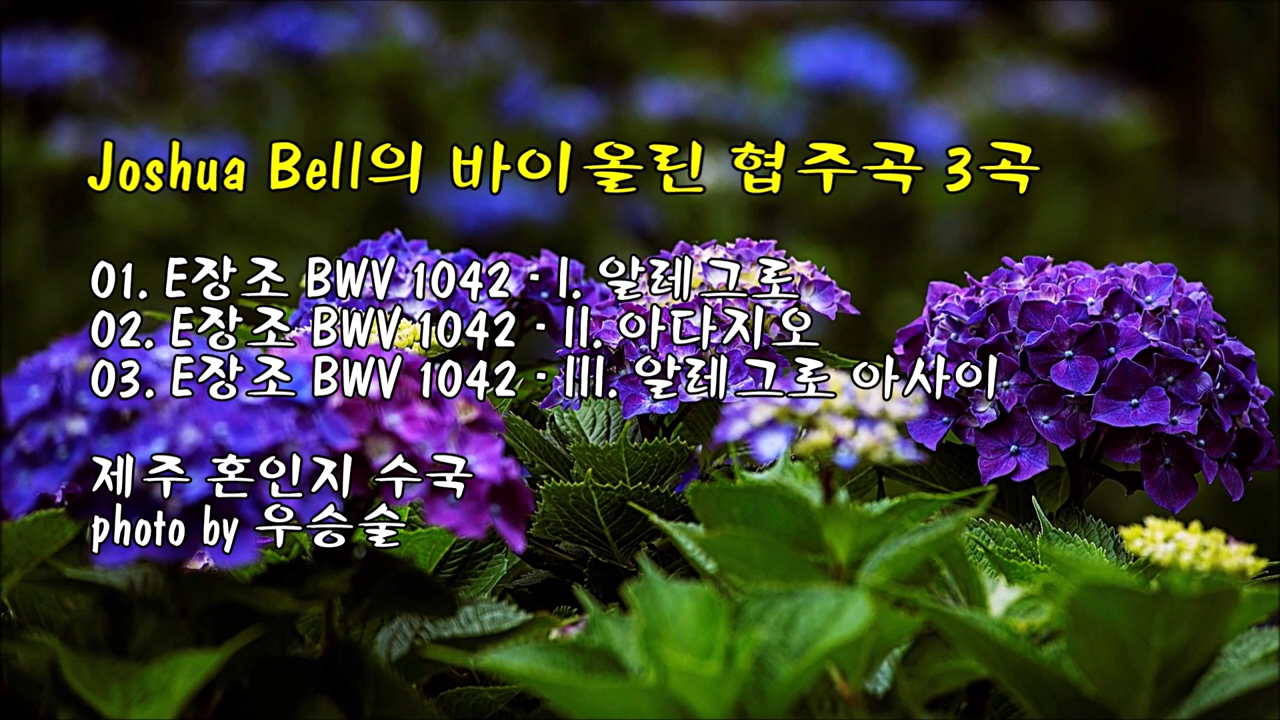 Joshua Bell의 바이올린 협주곡 3곡
01. E장조 BWV 1042 - I. 알레그로
02. E장조 BWV 1042 - II. 아다지오
03. E장조 BWV 1042 - III. 알레그로 아사이
제주 혼인지 수국
photo by 우승술